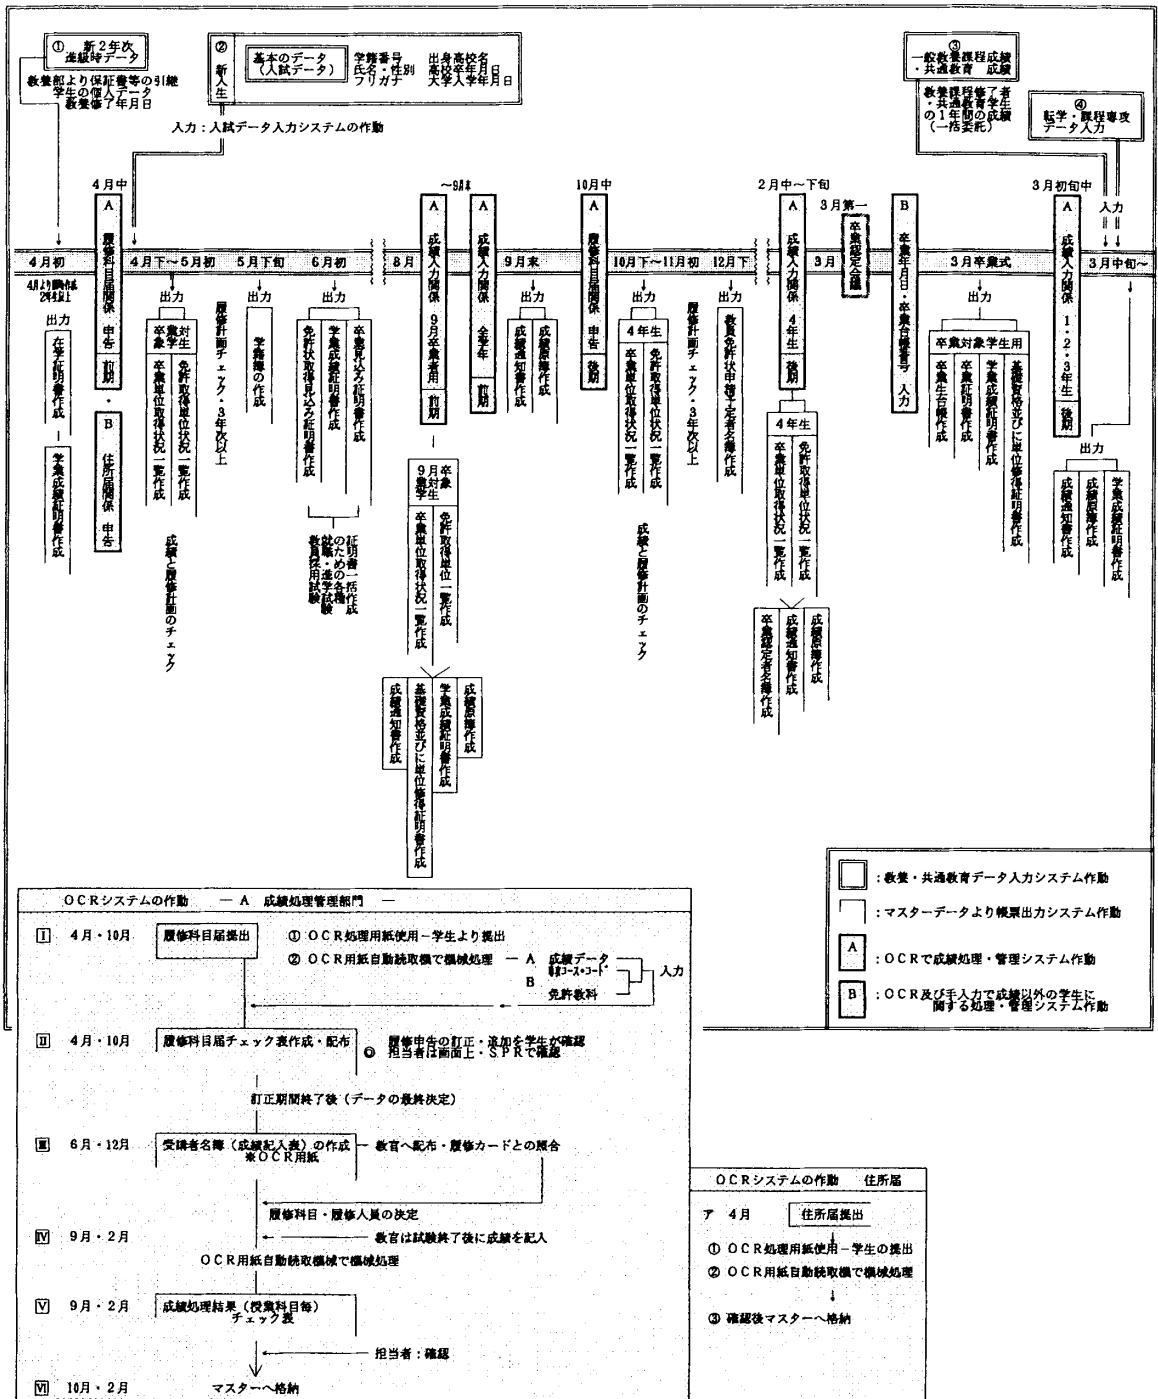 ① 新２年次
進級時データ
教養部より保証書等の引継
学生の個人データ
教養修了年月日
② 新入生
基本のデータ
（入試データ）
学籍番号 出身高校名
氏名・性別 高校卒年月日
フリガナ 大学入学年月日
入力：入試データ入力システムの作動
③
一般教養課程成績
・共通教育 成績
教養課程修了者
・共通教育学生
の１年間の成績
（一括委託）
④
転学・課程専攻
データ入力
入力
4月中
A 履修科目届関係 申告 前期
・
B 住所届関係 申告
～9月末
A 成績入力関係 9月卒業者用 前期
A 成績入力関係 全学年 前期
10月中
A 履修科目届関係 申告 後期
2月中～下旬
A 成績入力関係 4年生 後期
3月第一
卒業認定会議
B 卒業年月日・卒業台帳番号 入力
3月初旬中
A 成績入力関係 1・2・3年生 後期
4月初
4月下～5月初
5月下旬
6月初
8月
9月末
10月下～11月初
12月下
3月
3月卒業式
3月中旬～
出力
在学証明書作成
学業成績証明書作成
出力
卒業対象学生
卒業単位取得状況一覧作成
免許取得単位状況一覧作成
成績と履修計画のチェック
履修計画チェック・3年次以上
出力
学籍簿の作成
出力
免許状取得見込み証明書作成
学業成績証明書作成
卒業見込み証明書作成
教員採用試験
就職・進学試験
のための各種
証明書一括作成
9月卒業対象学生
卒業単位取得状況一覧作成
免許取得単位一覧作成
成績通知書作成
基礎資格並びに単位修得証明書作成
学業成績証明書作成
成績原簿作成
出力
成績通知書作成
成績原簿作成
出力
4年生
卒業単位取得状況一覧作成
免許取得単位状況一覧作成
成績と履修計画のチェック
履修計画チェック・3年次以上
出力
教員免許状申請予定者名簿作成
4年生
卒業単位取得状況一覧作成
免許取得単位状況一覧作成
卒業認定者名簿作成
成績通知書作成
成績原簿作成
出力
卒業対象学生用
卒業生台帳作成
卒業証明書作成
学業成績証明書作成
基礎資格並びに単位修得証明書作成
出力
成績通知書作成
成績原簿作成
学業成績証明書作成
：教養・共通教育データ入力システム作動
：マスターデータより帳票出力システム作動
A ：OCRで成績処理・管理システム作動
B ：OCR及び手入力で成績以外の学生に
関する処理・管理システム作動
OCRシステムの作動 － A 成績処理管理部門 －
Ⅰ 4月・10月 履修科目届提出 ① OCR処理用紙使用－学生より提出
② OCR用紙自動読取機で機械処理 － A 成績データ
専攻コース・コード
B 免許教科
入力
Ⅱ 4月・10月 履修科目届チェック表作成・配布 履修申告の訂正・追加を学生が確認
◎ 担当者は画面上・SPRで確認
訂正期間終了後（データの最終決定）
Ⅲ 6月・12月 受講者名簿（成績記入表）の作成 － 教官へ配布・履修カードとの照合
※OCR用紙
履修科目・履修人員の決定
Ⅳ 9月・2月 教官は試験終了後に成績を記入
OCR用紙自動読取機械で機械処理
Ⅴ 9月・2月 成績処理結果（授業科目毎）
チェック表
担当者：確認
Ⅵ 10月・2月 マスターへ格納
OCRシステムの作動 住所届
ア 4月 住所届提出
① OCR処理用紙使用－学生の提出
② OCR用紙自動読取機で機械処理
③ 確認後マスターへ格納